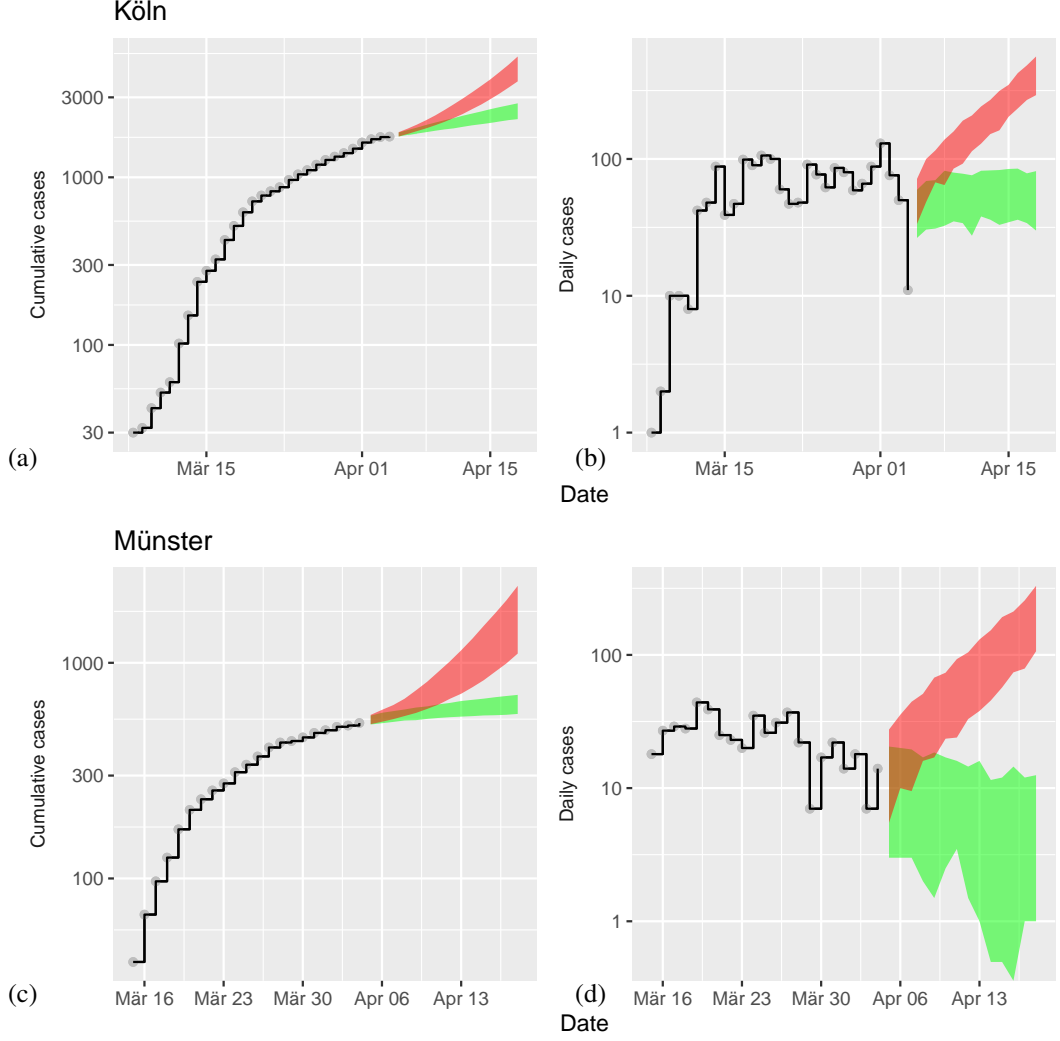 Köln
Cumulative cases
3000
1000
300
100
30
Mär 15
Apr 01
Apr 15
(a)
Daily cases
100
10
1
Mär 15
Apr 01
Apr 15
(b)
Date
Münster
Cumulative cases
1000
300
100
Mär 16
Mär 23
Mär 30
Apr 06
Apr 13
(c)
Daily cases
100
10
1
Mär 16
Mär 23
Mär 30
Apr 06
Apr 13
(d)
Date